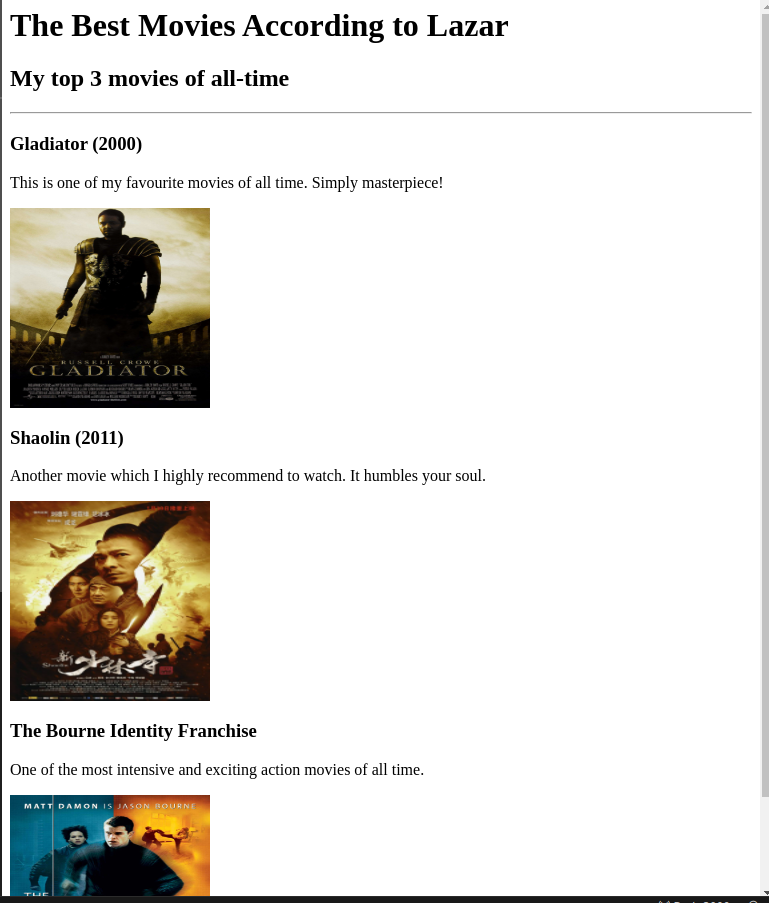 The Best Movies According to Lazar
My top 3 movies of all-time
Gladiator (2000)
This is one of my favourite movies of all time. Simply masterpiece!
RUSSELL CROWE
GLADIATOR
Shaolin (2011)
Another movie which I highly recommend to watch. It humbles your soul.
新少林寺
The Bourne Identity Franchise
One of the most intensive and exciting action movies of all time.
MATT DAMON IS JASON BOURNE
THE